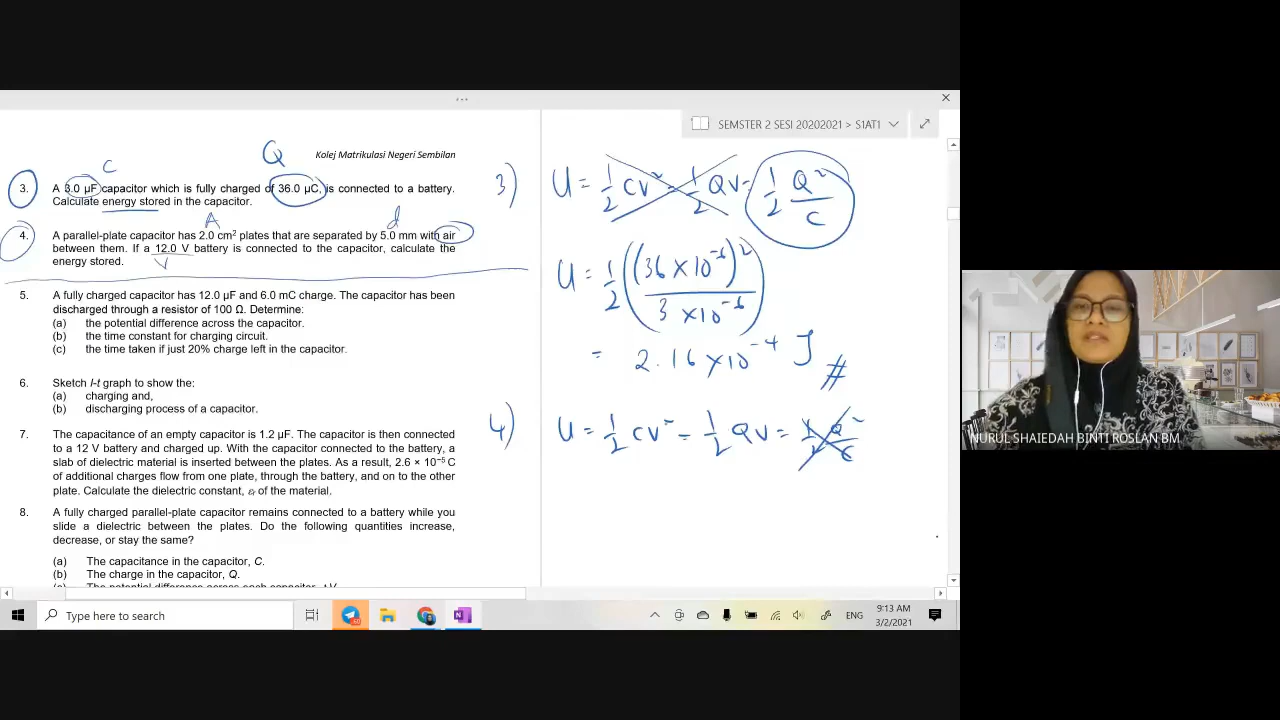 SEMSTER 2 SESI 20202021 > S1AT1
Q
Kolej Matrikulasi Negeri Sembilan
C
3. A 3.0 µF capacitor which is fully charged of 36.0 µC, is connected to a battery.
Calculate energy stored in the capacitor.
A d
4. A parallel-plate capacitor has 2.0 cm² plates that are separated by 5.0 mm with air
between them. If a 12.0 V battery is connected to the capacitor, calculate the
V
energy stored.
5. A fully charged capacitor has 12.0 µF and 6.0 mC charge. The capacitor has been
discharged through a resistor of 100 Ω. Determine:
(a) the potential difference across the capacitor.
(b) the time constant for charging circuit.
(c) the time taken if just 20% charge left in the capacitor.
6. Sketch I-t graph to show the:
(a) charging and,
(b) discharging process of a capacitor.
7. The capacitance of an empty capacitor is 1.2 µF. The capacitor is then connected
to a 12 V battery and charged up. With the capacitor connected to the battery, a
slab of dielectric material is inserted between the plates. As a result, 2.6 × 10⁻⁵ C
of additional charges flow from one plate, through the battery, and on to the other
plate. Calculate the dielectric constant, εr of the material.
8. A fully charged parallel-plate capacitor remains connected to a battery while you
slide a dielectric between the plates. Do the following quantities increase,
decrease, or stay the same?
(a) The capacitance in the capacitor, C.
(b) The charge in the capacitor, Q.
3) U = 1/2 CV² = 1/2 QV = 1/2 Q²/C
U = 1/2 ((36 × 10⁻⁶)²/3 × 10⁻⁶)
= 2.16 × 10⁻⁴ J #
4) U = 1/2 CV² = 1/2 QV = 1/2 Q²/C
NURUL SHAIEDAH BINTI ROSLAN BM
Type here to search
ENG
9:13 AM
3/2/2021